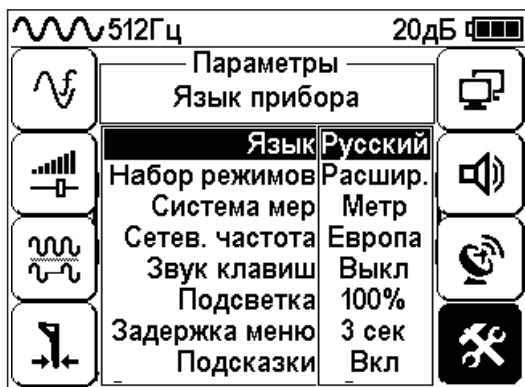 512Гц 20дБ
Параметры
Язык прибора
Язык Русский
Набор режимов Расшир.
Система мер Метр
Сетев. частота Европа
Звук клавиш Выкл
Подсветка 100%
Задержка меню 3 сек
Подсказки Вкл